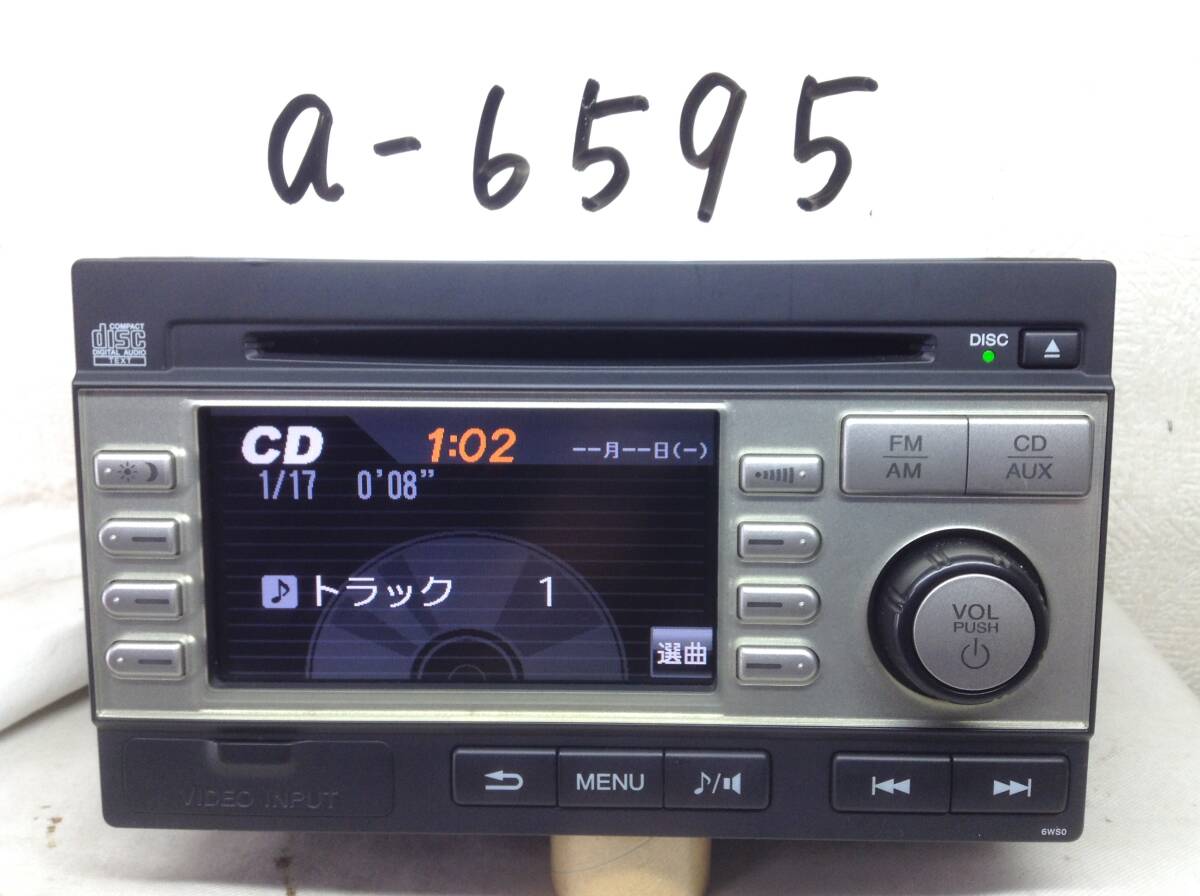 a-6595
COMPACT
disc
DIGITAL AUDIO
TEXT
DISC
CD 1:02 --月--日(-)
1/17 0'08"
トラック 1
選曲
FM
AM
CD
AUX
VOL
PUSH
VIDEO INPUT
MENU
6WS0